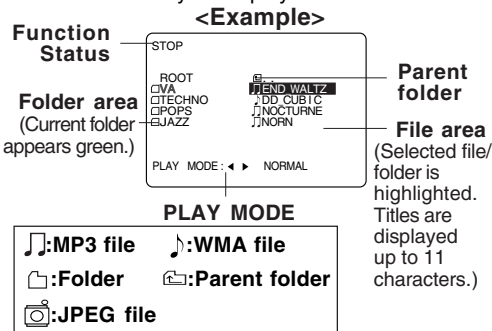 <Example>
Function
Status
STOP
ROOT
VA
TECHNO
POPS
JAZZ
. .
END WALTZ
DD CUBIC
NOCTURNE
NORN
PLAY MODE : ◄ ► NORMAL
Folder area
(Current folder
appears green.)
Parent
folder
File area
(Selected file/
folder is
highlighted.
Titles are
displayed
up to 11
characters.)
PLAY MODE
:MP3 file :WMA file
:Folder :Parent folder
:JPEG file